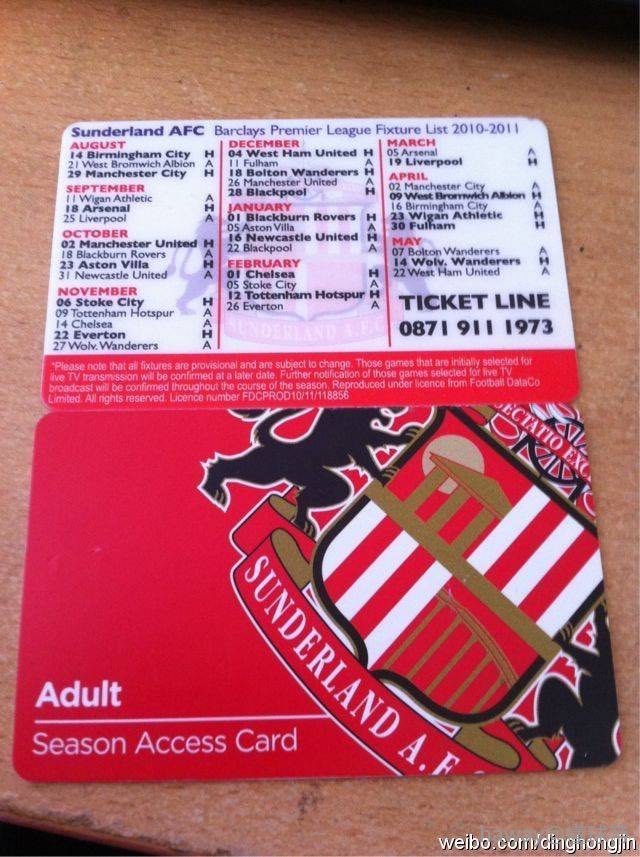 Sunderland AFC Barclays Premier League Fixture List 2010-2011
AUGUST
14 Birmingham City H
21 West Bromwich Albion A
29 Manchester City H
SEPTEMBER
11 Wigan Athletic A
18 Arsenal H
25 Liverpool A
OCTOBER
02 Manchester United H
18 Blackburn Rovers A
23 Aston Villa H
31 Newcastle United A
NOVEMBER
06 Stoke City H
09 Tottenham Hotspur A
14 Chelsea A
22 Everton H
27 Wolv. Wanderers A
DECEMBER
04 West Ham United H
11 Fulham A
18 Bolton Wanderers H
26 Manchester United A
28 Blackpool H
JANUARY
01 Blackburn Rovers H
05 Aston Villa A
16 Newcastle United H
22 Blackpool A
FEBRUARY
01 Chelsea H
05 Stoke City A
12 Tottenham Hotspur H
26 Everton A
MARCH
05 Arsenal A
19 Liverpool H
APRIL
02 Manchester City A
09 West Bromwich Albion H
16 Birmingham City A
23 Wigan Athletic H
30 Fulham H
MAY
07 Bolton Wanderers A
14 Wolv. Wanderers H
22 West Ham United A
TICKET LINE
0871 911 1973
SUNDERLAND A.F.C
*Please note that all fixtures are provisional and are subject to change. Those games that are initially selected for
live TV transmission will be confirmed at a later date. Further notification of those games selected for live TV
broadcast will be confirmed throughout the course of the season. Reproduced under licence from Football DataCo
Limited. All rights reserved. Licence number FDCPROD10/11/118856
SUNDERLAND A.F.C
Adult
Season Access Card
weibo.com/dinghongjin